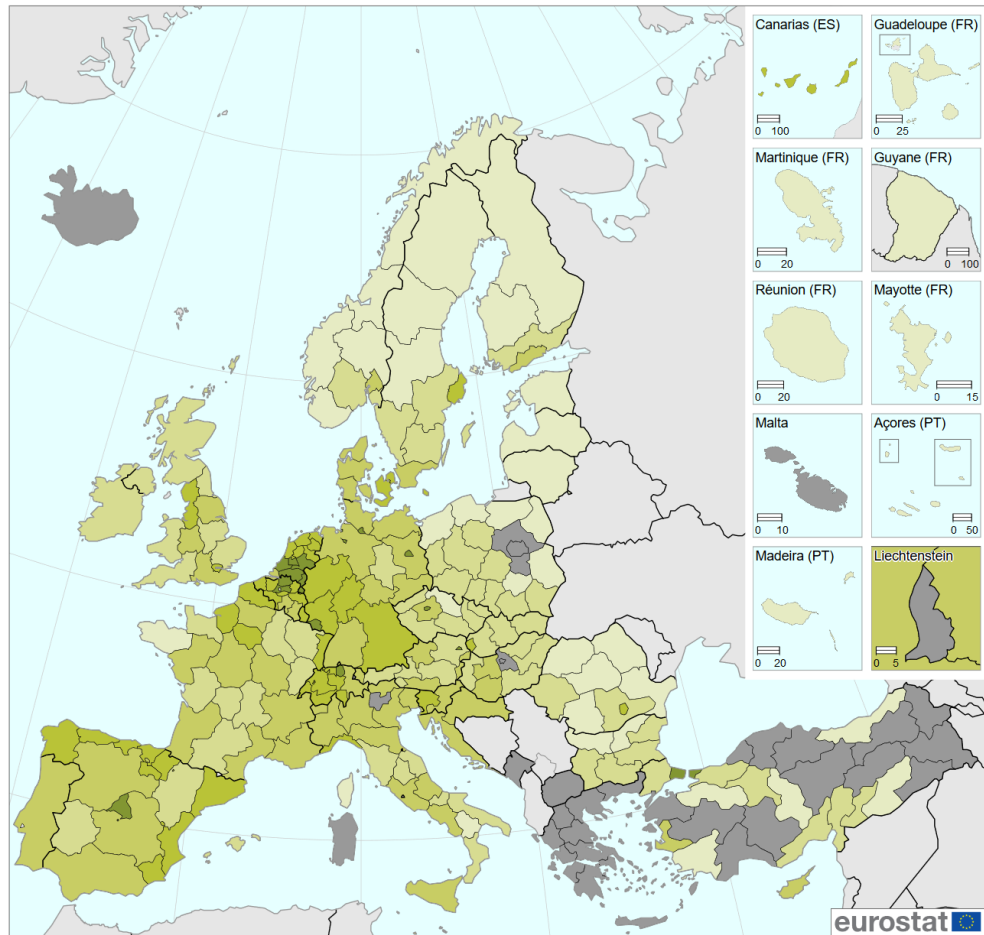 Canarias (ES)
0 100
Guadeloupe (FR)
0 25
Martinique (FR)
0 20
Guyane (FR)
0 100
Réunion (FR)
0 20
Mayotte (FR)
0 15
Malta
0 10
Açores (PT)
0 50
Madeira (PT)
0 20
Liechtenstein
0 5
eurostat